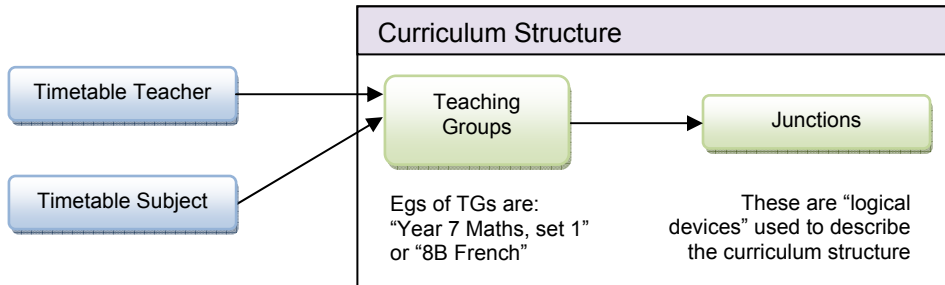 Curriculum Structure
Timetable Teacher
Teaching
Groups
Junctions
Timetable Subject
Egs of TGs are:
“Year 7 Maths, set 1”
or “8B French”
These are “logical
devices” used to describe
the curriculum structure